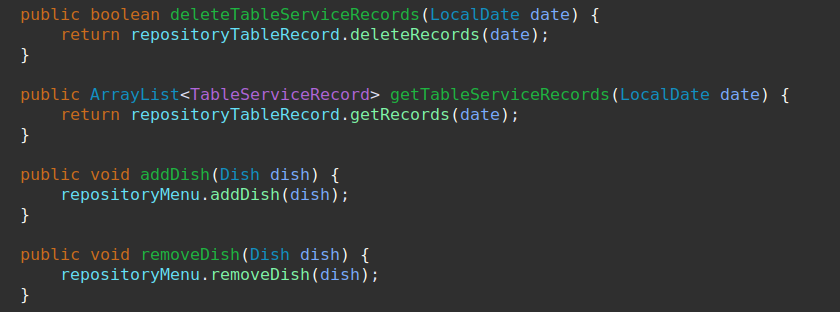 public boolean deleteTableServiceRecords(LocalDate date) {
    return repositoryTableRecord.deleteRecords(date);
}

public ArrayList<TableServiceRecord> getTableServiceRecords(LocalDate date) {
    return repositoryTableRecord.getRecords(date);
}

public void addDish(Dish dish) {
    repositoryMenu.addDish(dish);
}

public void removeDish(Dish dish) {
    repositoryMenu.removeDish(dish);
}